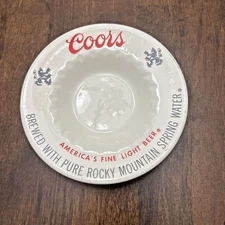 Coors
AMERICA'S FINE LIGHT BEER®
BREWED WITH PURE ROCKY MOUNTAIN SPRING WATER®